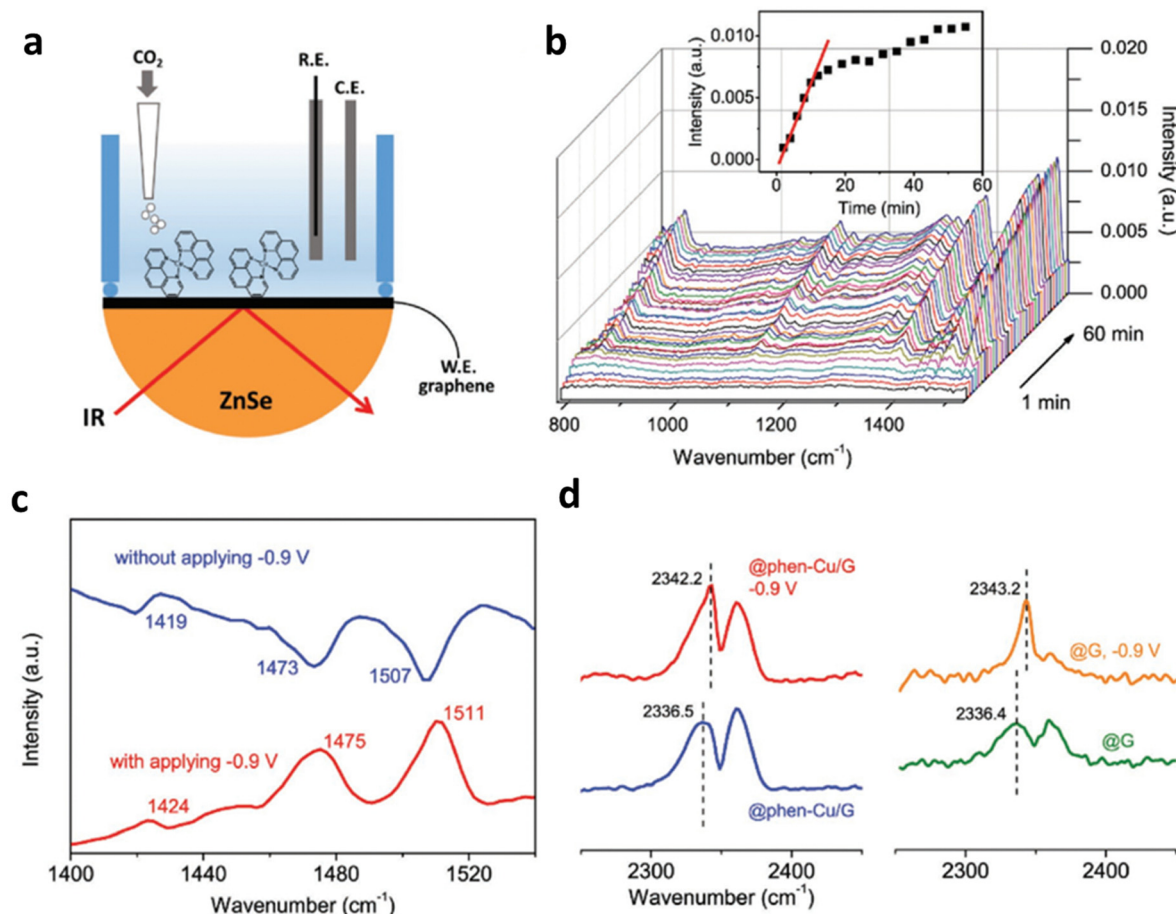 a
CO2
R.E.
C.E.
W.E.
graphene
ZnSe
IR
b
Intensity (a.u.)
0.010
0.005
0.000
0
20
40
60
Time (min)
0.020
0.015
0.010
0.005
0.000
Intensity (a.u.)
60 min
1 min
800
1000
1200
1400
Wavenumber (cm-1)
c
without applying -0.9 V
1419
1473
1507
1475
1511
with applying -0.9 V
1424
Intensity (a.u.)
1400
1440
1480
1520
Wavenumber (cm-1)
d
2342.2
@phen-Cu/G
-0.9 V
2336.5
@phen-Cu/G
2343.2
@G, -0.9 V
2336.4
@G
2300
2400
2300
2400
Wavenumber (cm-1)